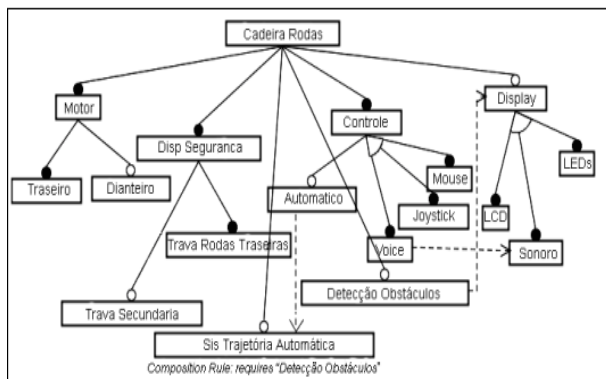 Cadeira Rodas
Motor
Disp Seguranca
Controle
Display
Traseiro
Dianteiro
Automatico
Mouse
LEDs
Joystick
LCD
Trava Rodas Traseiras
Voice
Sonoro
Detecção Obstáculos
Trava Secundaria
Sis Trajetória Automática
Composition Rule: requires "Detecção Obstáculos"